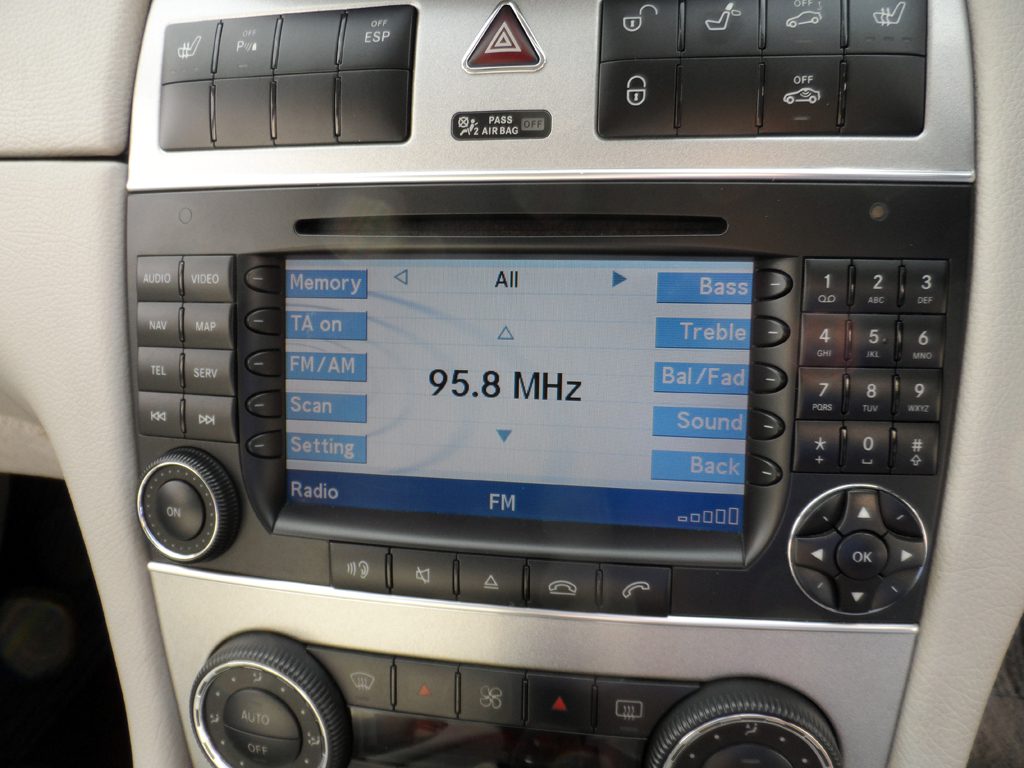 OFF
OFF
ESP
OFF
P
OFF
PASS
AIR BAG OFF
2
OFF
AUDIO VIDEO
NAV MAP
TEL SERV
ON
Memory
All
Bass
TA on
Treble
FM/AM
95.8 MHz
Bal/Fad
Scan
Sound
Setting
Back
Radio
FM
1 2 3
ABC DEF
4 5 6
GHI JKL MNO
7 8 9
PQRS TUV WXYZ
* 0 #
+
OK
AUTO
OFF